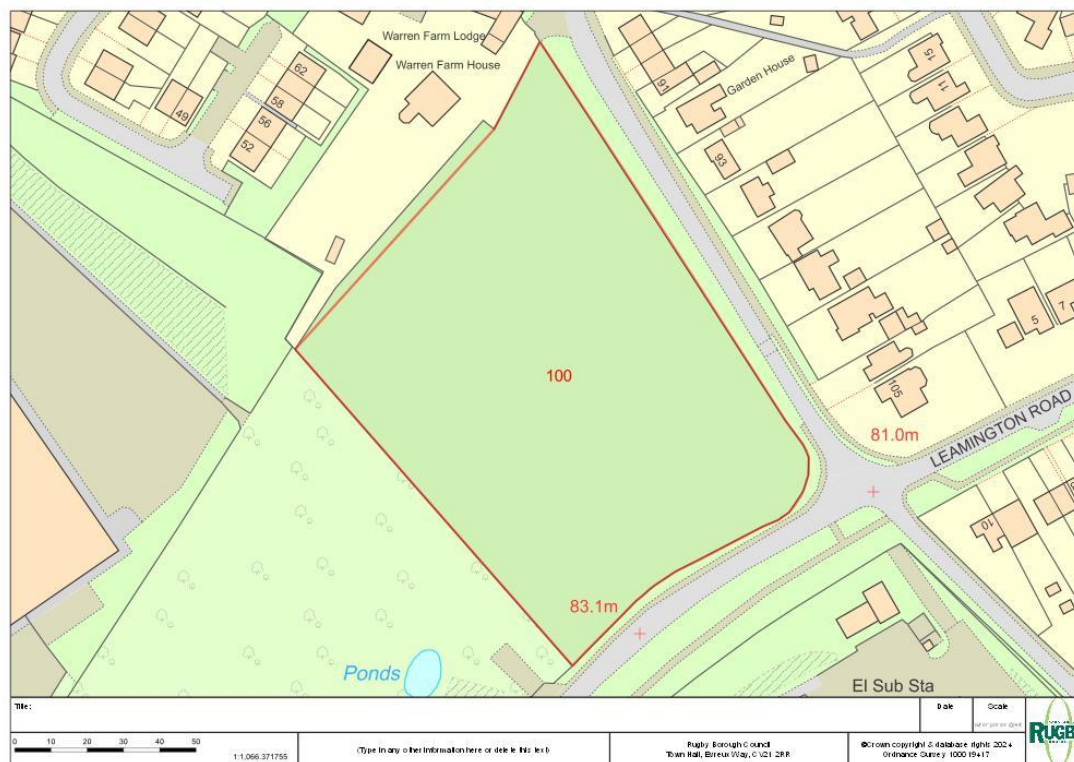 Warren Farm Lodge
Warren Farm House
62
58
56
52
49
91
Garden House
93
15
11
5
7
105
100
81.0m
LEAMINGTON ROAD
10
83.1m
Ponds
El Sub Sta
Title:
Date
Scale
0 10 20 30 40 50
1:1,066.371755
(Type in any other information here or delete this text)
Rugby Borough Council
Town Hall, Evreux Way, CV21 2RR
©Crown copyright & database rights 2024
Ordnance Survey 100019417
RUGBY